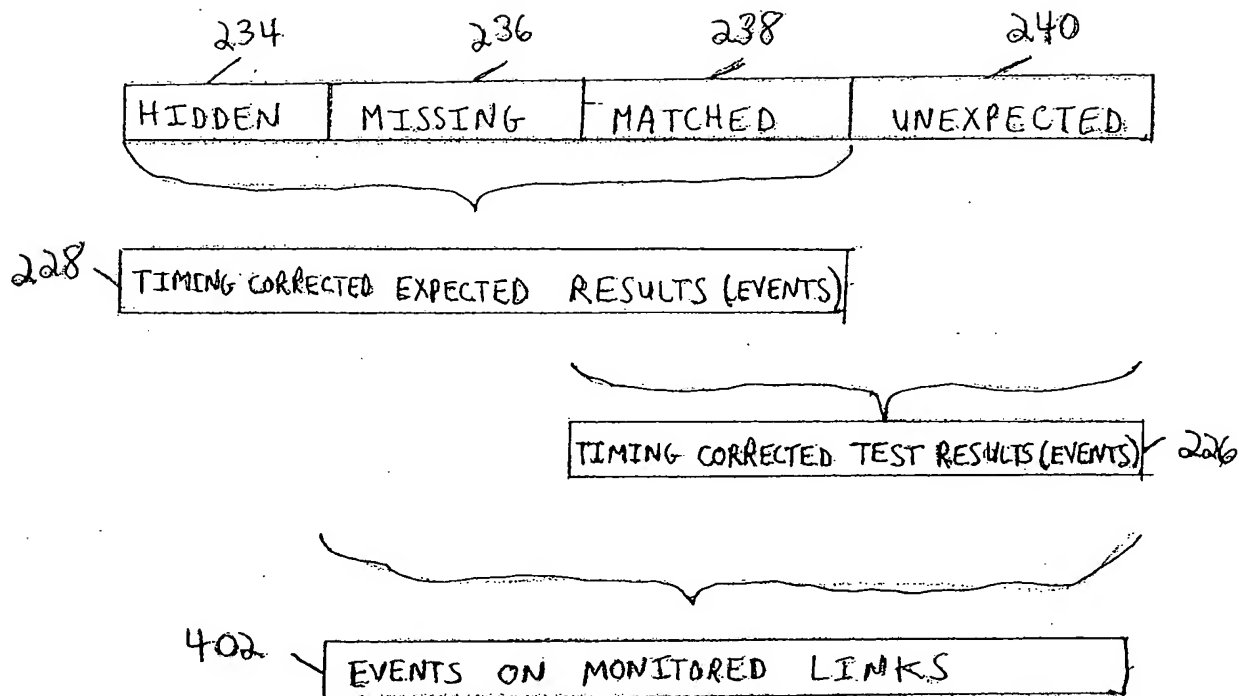 234 236 238 240
HIDDEN MISSING MATCHED UNEXPECTED
228 TIMING CORRECTED EXPECTED RESULTS (EVENTS)
TIMING CORRECTED TEST RESULTS (EVENTS) 226
402 EVENTS ON MONITORED LINKS